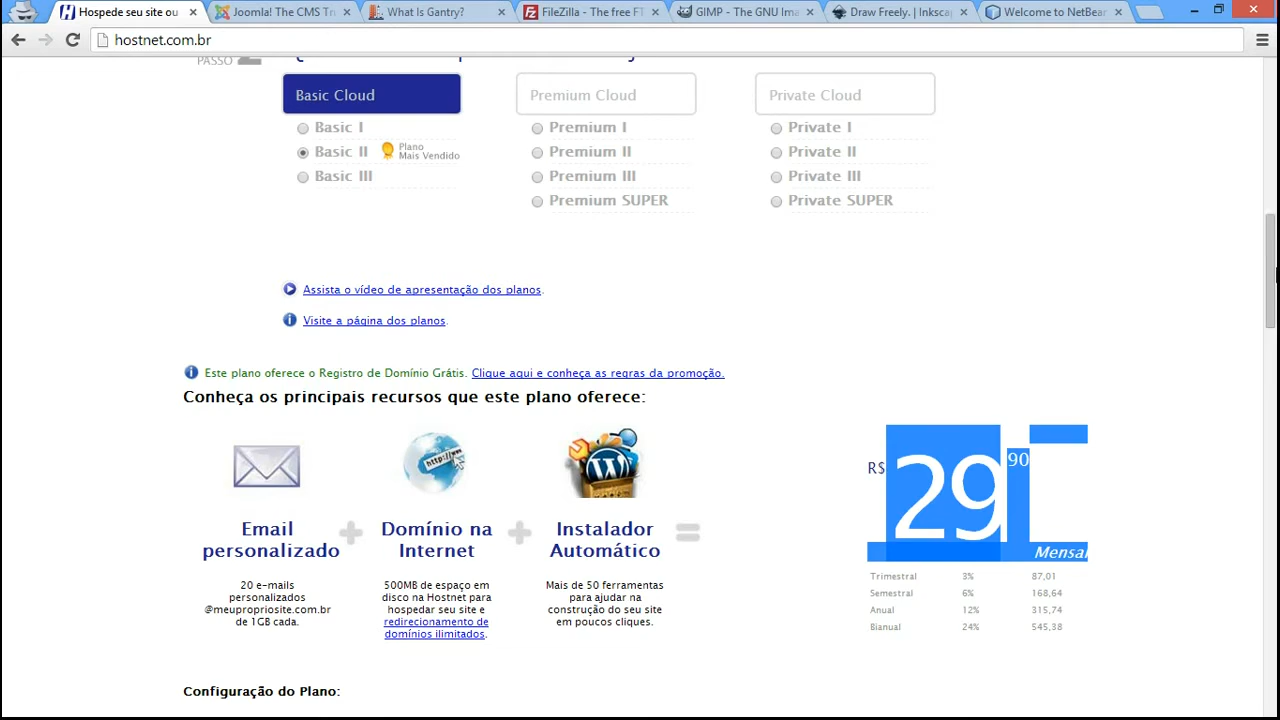 Hospede seu site ou
Joomla! The CMS Tr
What Is Gantry?
FileZilla - The free FT
GIMP - The GNU Ima
Draw Freely. | Inksca
Welcome to NetBean
hostnet.com.br
PASSO
Basic Cloud
Premium Cloud
Private Cloud
Basic I
Premium I
Private I
Basic II
Plano
Mais Vendido
Premium II
Private II
Basic III
Premium III
Private III
Premium SUPER
Private SUPER
Assista o vídeo de apresentação dos planos.
Visite a página dos planos.
Este plano oferece o Registro de Domínio Grátis. Clique aqui e conheça as regras da promoção.
Conheça os principais recursos que este plano oferece:
http://www
R$ 29 90
Mensal
Email
personalizado
+
Domínio na
Internet
+
Instalador
Automático
=
20 e-mails
personalizados
@meupropriosite.com.br
de 1GB cada.
500MB de espaço em
disco na Hostnet para
hospedar seu site e
redirecionamento de
domínios ilimitados.
Mais de 50 ferramentas
para ajudar na
construção do seu site
em poucos cliques.
Trimestral 3% 87,01
Semestral 6% 168,64
Anual 12% 315,74
Bianual 24% 545,38
Configuração do Plano: